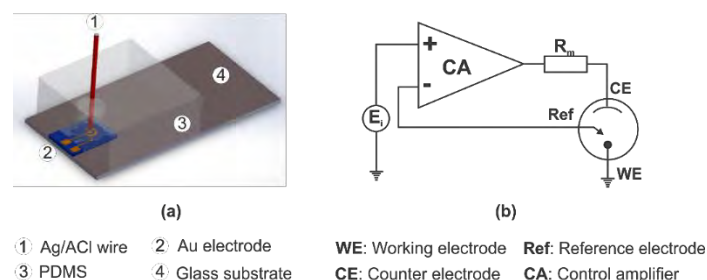 1
4
3
2
(a)
1 Ag/ACl wire 2 Au electrode
3 PDMS 4 Glass substrate
+
CA
-
Rm
CE
Ref
Ei
WE
(b)
WE: Working electrode Ref: Reference electrode
CE: Counter electrode CA: Control amplifier